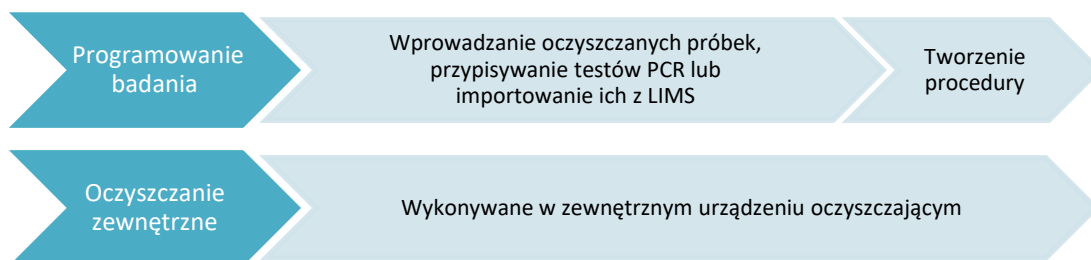 Programowanie
badania
Wprowadzanie oczyszczanych próbek,
przypisywanie testów PCR lub
importowanie ich z LIMS
Tworzenie
procedury
Oczyszczanie
zewnętrzne
Wykonywane w zewnętrznym urządzeniu oczyszczającym